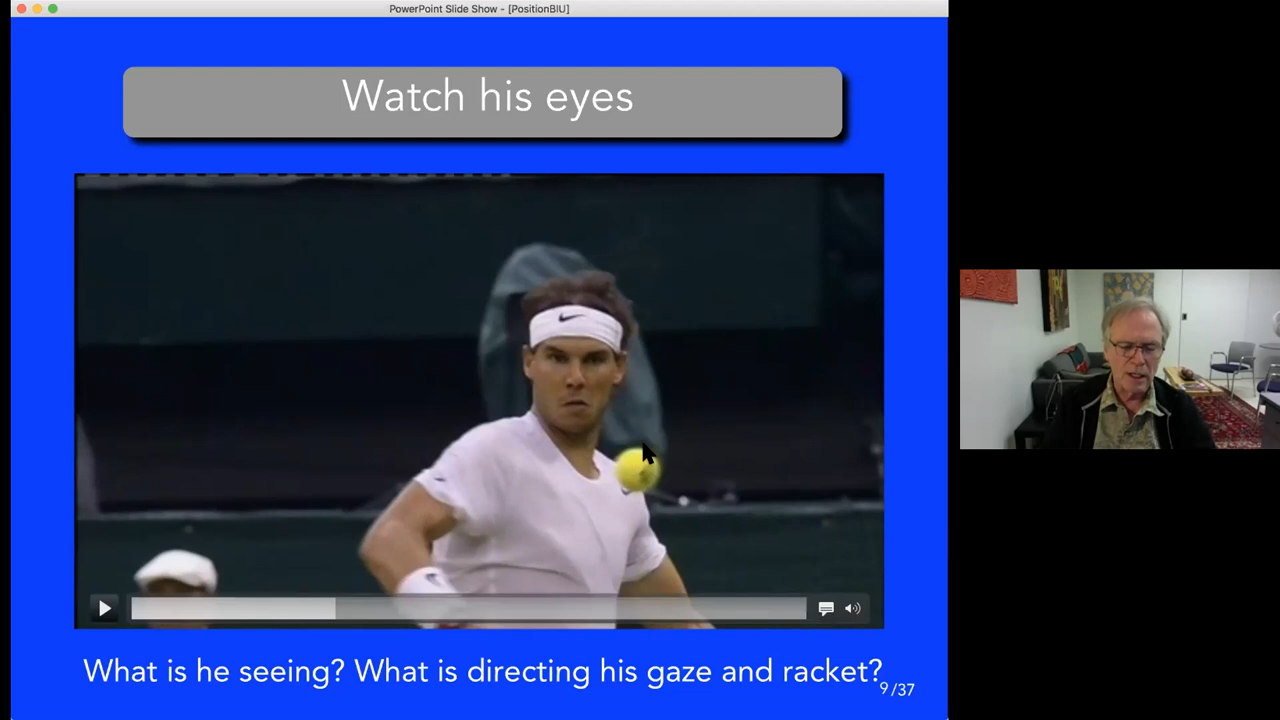 PowerPoint Slide Show - [PositionBIU]
Watch his eyes
What is he seeing? What is directing his gaze and racket?
9/37